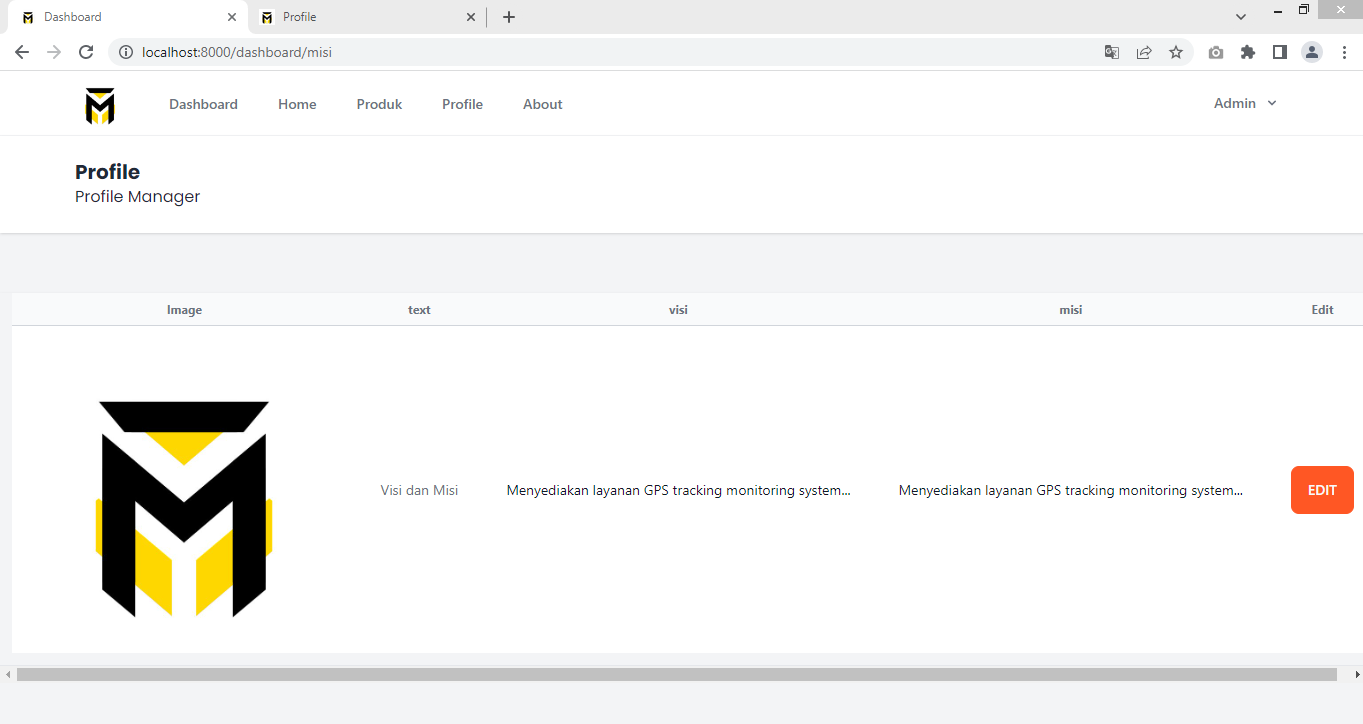 Dashboard
Profile
localhost:8000/dashboard/misi
Dashboard
Home
Produk
Profile
About
Admin
Profile
Profile Manager
Image
text
visi
misi
Edit
Visi dan Misi
Menyediakan layanan GPS tracking monitoring system...
Menyediakan layanan GPS tracking monitoring system...
EDIT